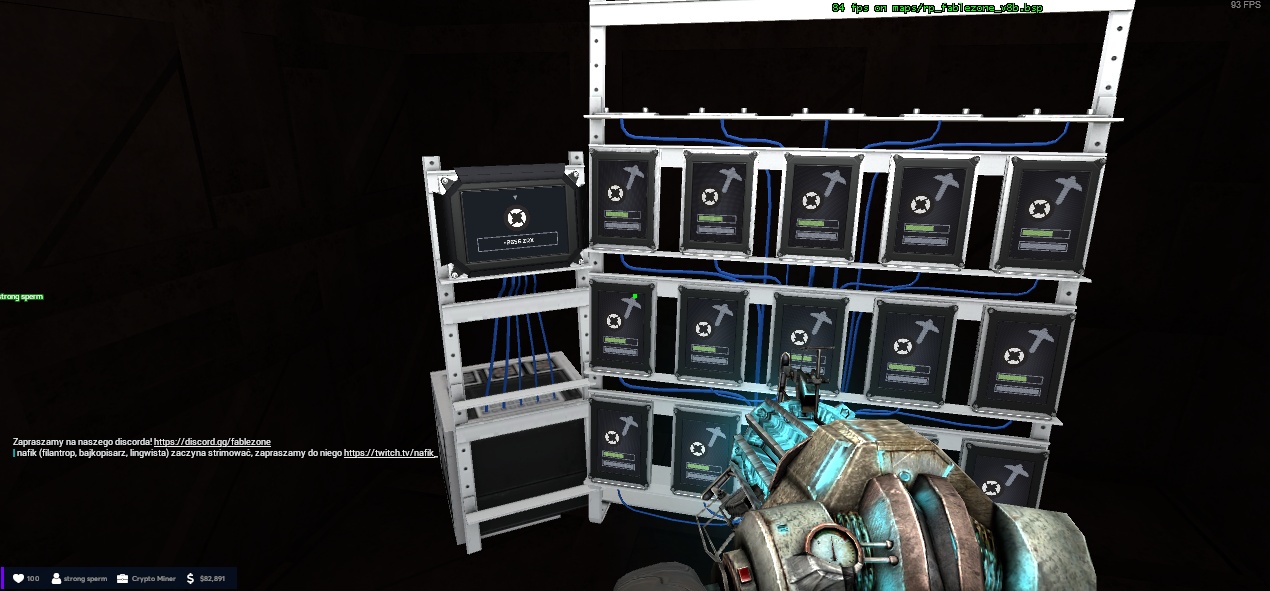 84 fps on maps/rp_fablezone_v8b.bsp
93 FPS
strong sperm
Zapraszamy na naszego discorda! https://discord.gg/fablezone
nafik (filantrop, bajkopisarz, lingwista) zaczyna strimować, zapraszamy do niego https://twitch.tv/nafik_
100 strong sperm Crypto Miner $ $82,891